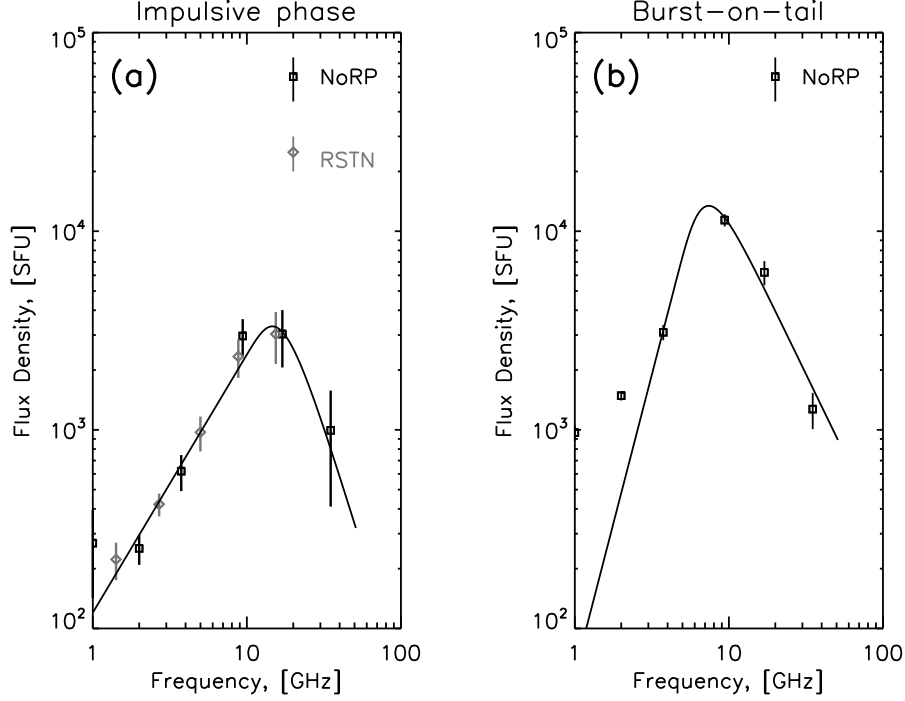 Impulsive phase
(a)
NoRP
RSTN
10^5
10^4
10^3
10^2
Flux Density, [SFU]
1 10 100
Frequency, [GHz]
Burst-on-tail
(b)
NoRP
10^5
10^4
10^3
10^2
Flux Density, [SFU]
1 10 100
Frequency, [GHz]